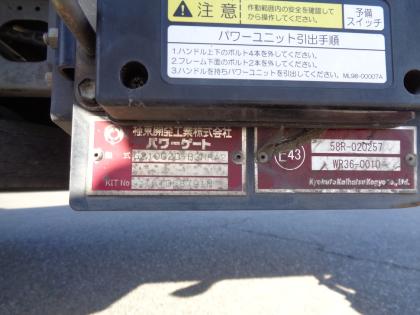 注意
作動範囲内の安全を確認して
から操作してください。
予備
スイッチ
パワーユニット引出手順
1.ハンドル上下のボルト4本を外してください。
2.フレーム下面のボルト2本を外してください。
3.ハンドルを持ちパワーユニットを引出してください。
ML98-00007A
極東開発工業株式会社
パワーゲート
型式
KIT No
E43
58R-020257
WR36-0010
Kyokuto Kaihatsu Kogyo Co., Ltd.